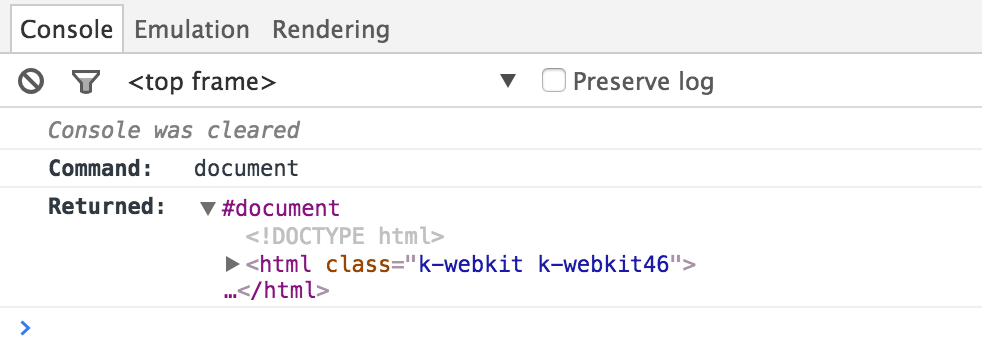 Console Emulation Rendering
<top frame> Preserve log
Console was cleared
Command: document
Returned: #document
<!DOCTYPE html>
<html class="k-webkit k-webkit46">
…</html>